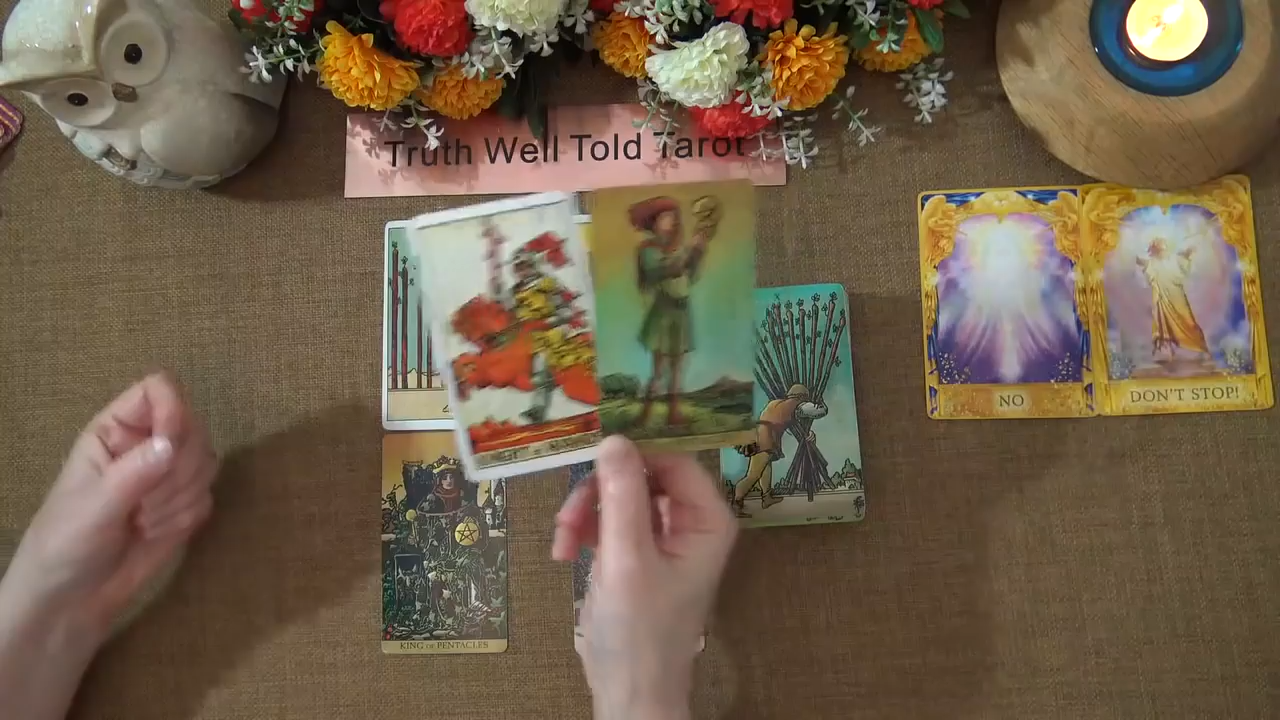 Truth Well Told Tarot
NO
DON'T STOP!
KING OF PENTACLES